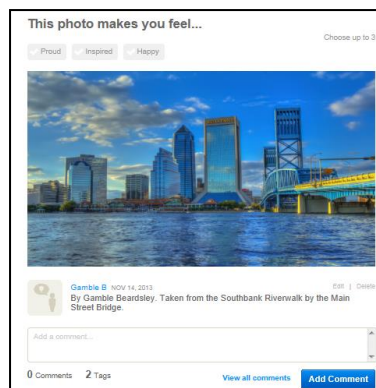 This photo makes you feel...
Choose up to 3
Proud Inspired Happy
Gamble B NOV 14, 2013 Edit | Delete
By Gamble Beardsley. Taken from the Southbank Riverwalk by the Main
Street Bridge.
Add a comment...
0 Comments 2 Tags View all comments Add Comment